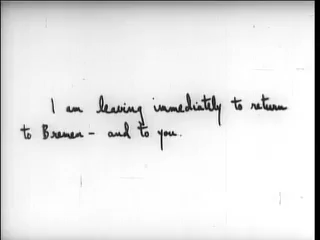 I am leaving immediately to return
to Bremen - and to you.